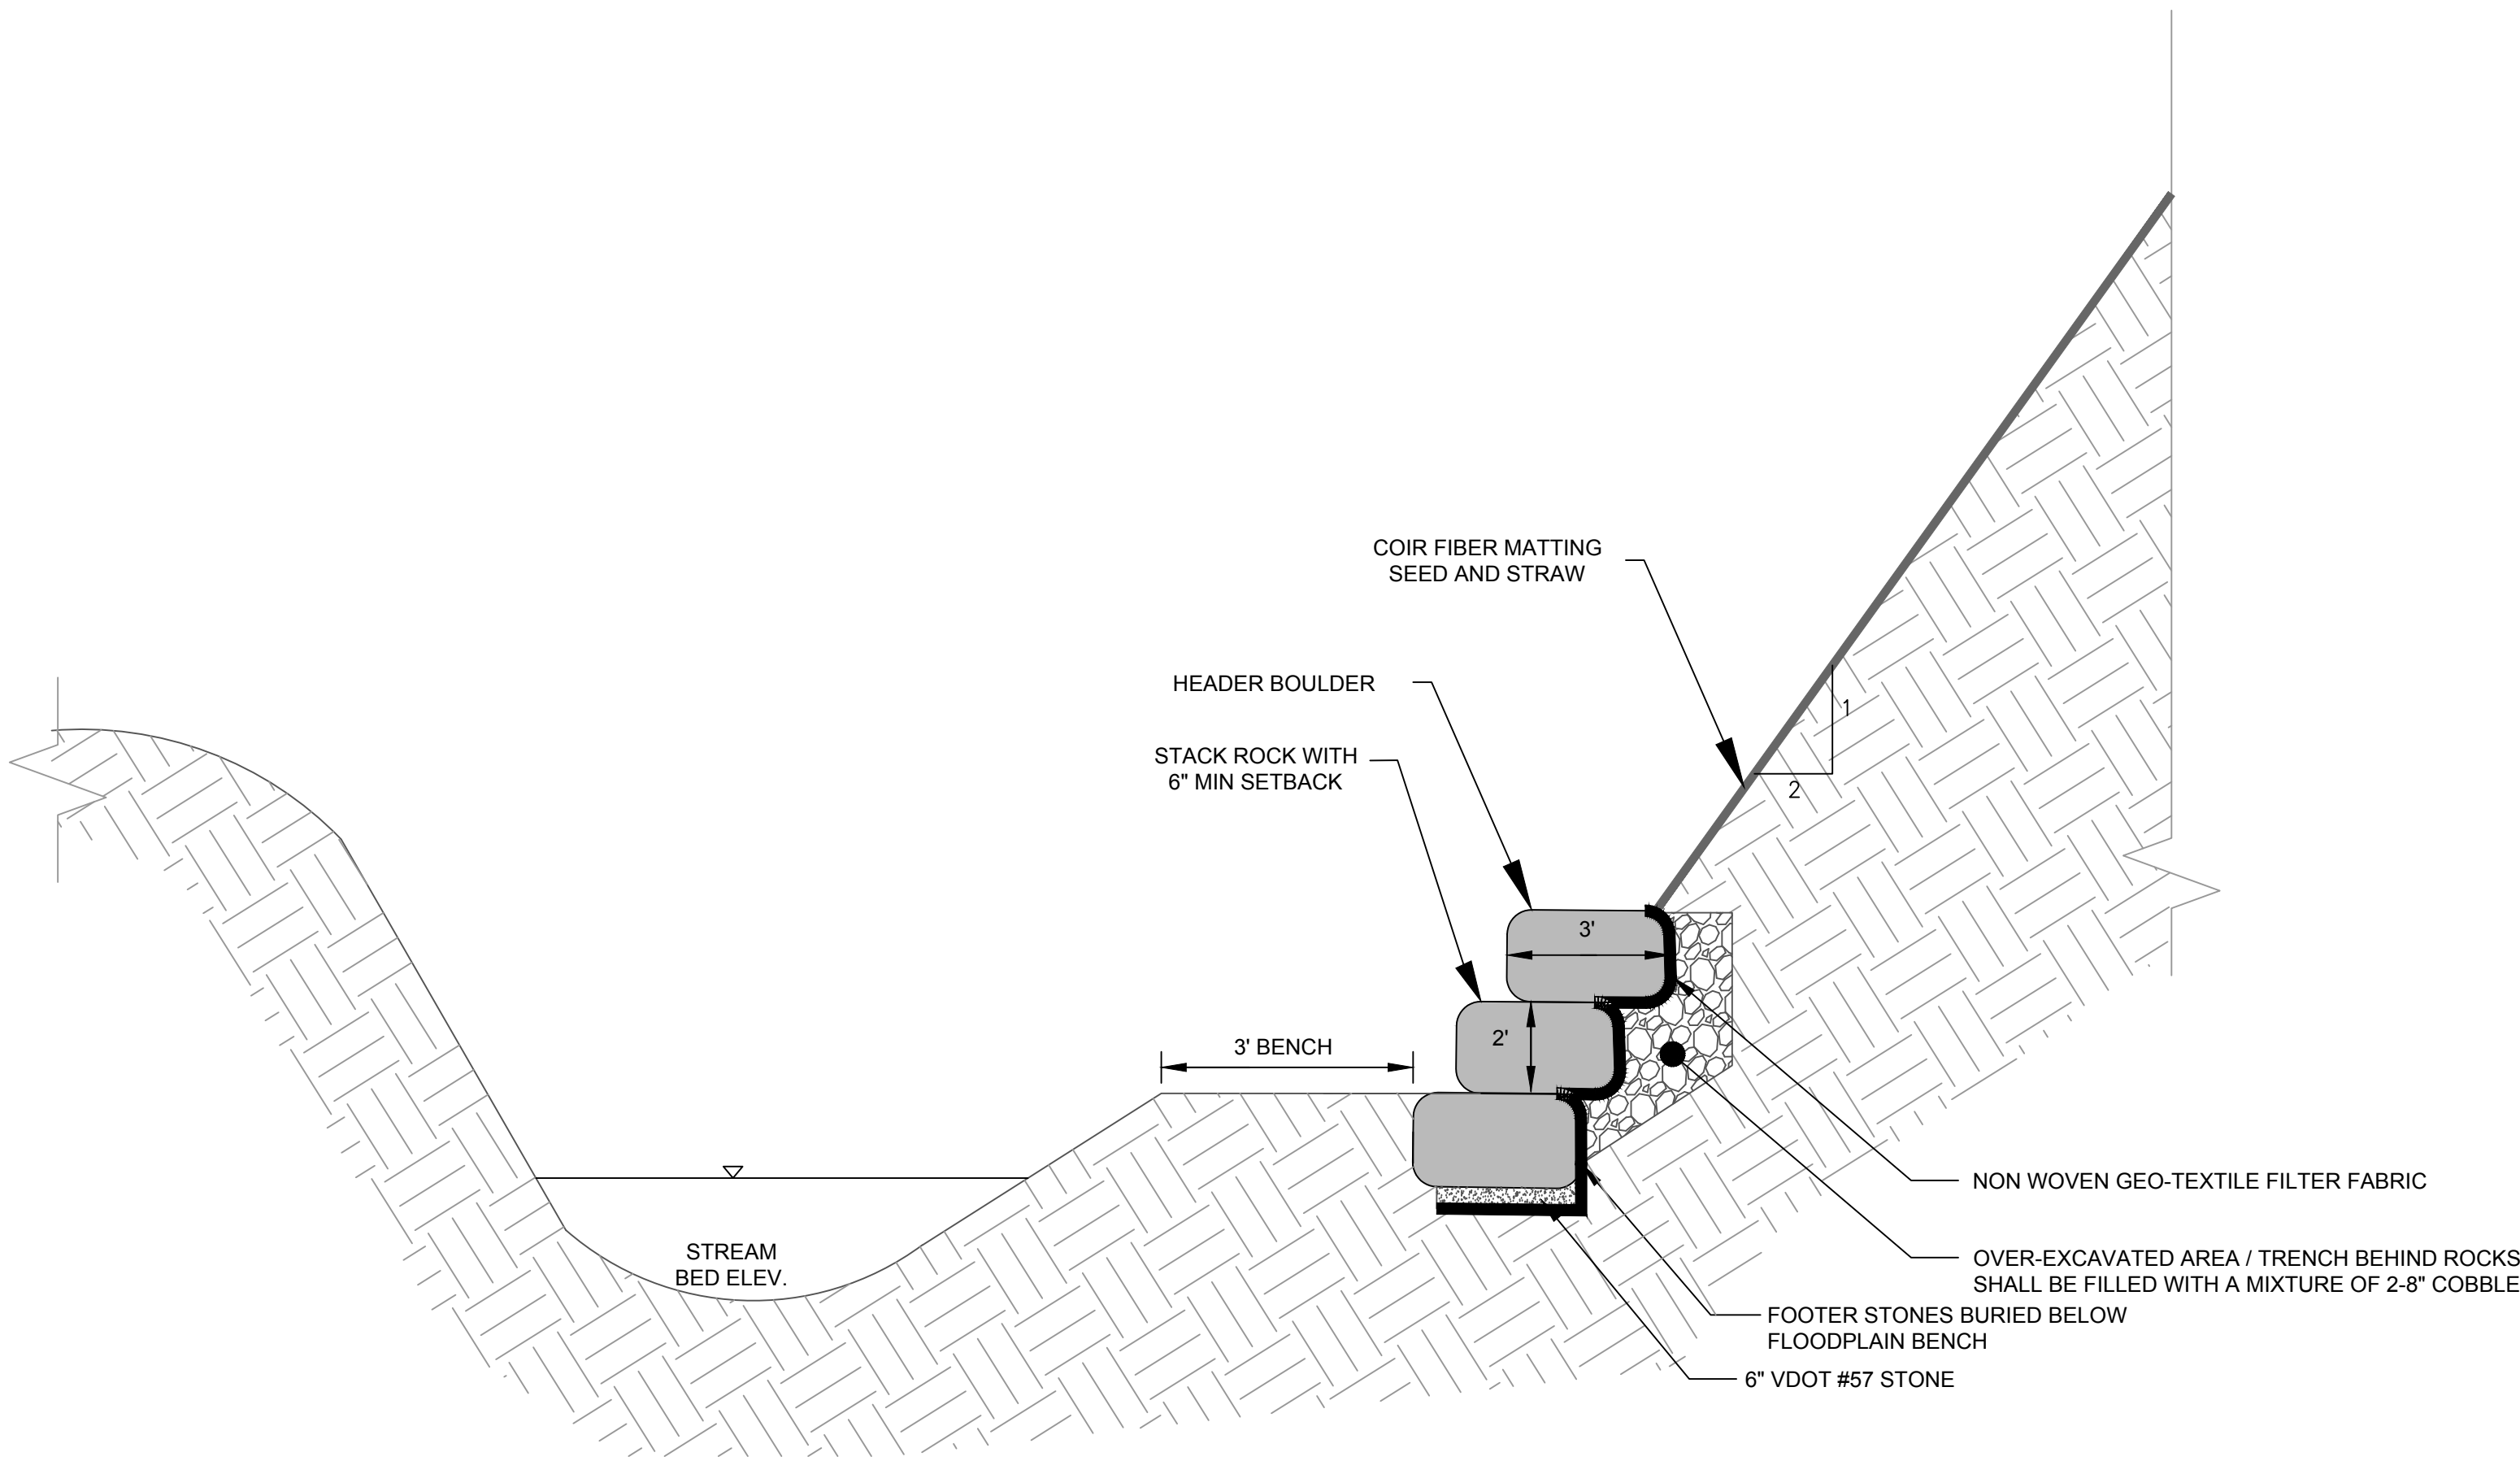 COIR FIBER MATTING
SEED AND STRAW
HEADER BOULDER
1
STACK ROCK WITH
6" MIN SETBACK
2
3'
2'
3' BENCH
NON WOVEN GEO-TEXTILE FILTER FABRIC
STREAM
BED ELEV.
OVER-EXCAVATED AREA / TRENCH BEHIND ROCKS
SHALL BE FILLED WITH A MIXTURE OF 2-8" COBBLE
FOOTER STONES BURIED BELOW
FLOODPLAIN BENCH
6" VDOT #57 STONE